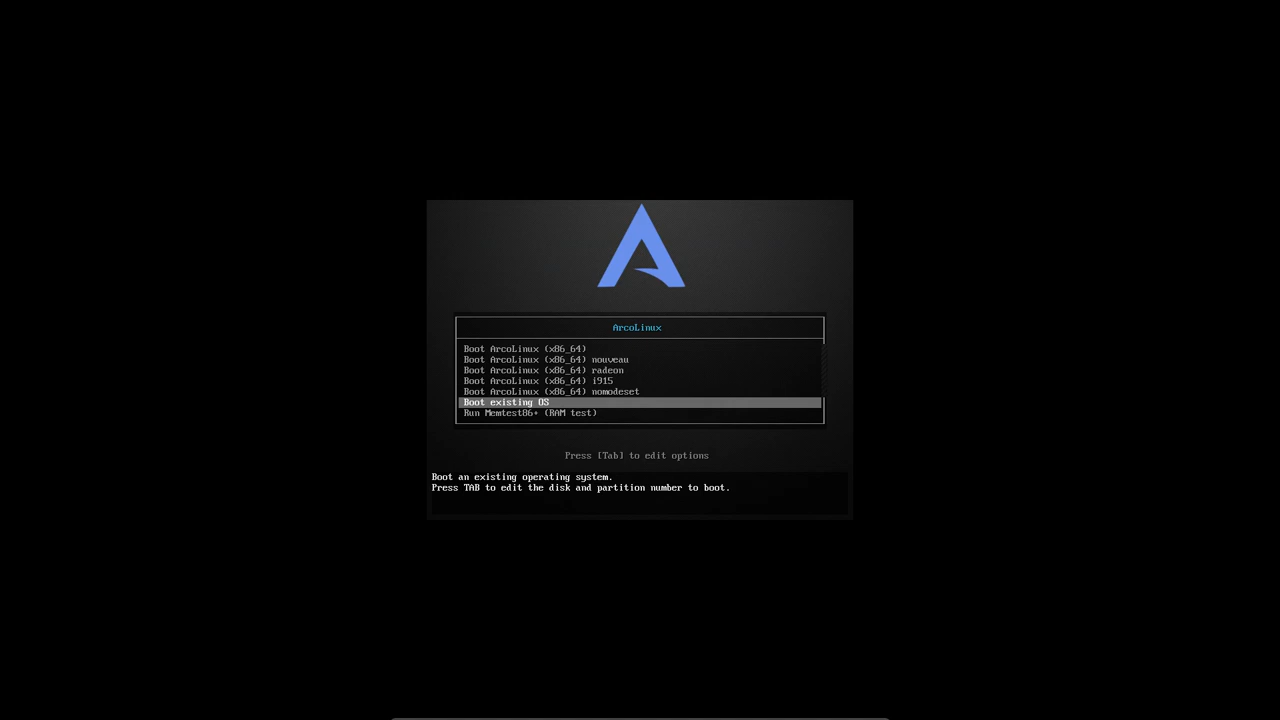 ArcoLinux
Boot ArcoLinux (x86_64)
Boot ArcoLinux (x86_64) nouveau
Boot ArcoLinux (x86_64) radeon
Boot ArcoLinux (x86_64) i915
Boot ArcoLinux (x86_64) nomodeset
Boot existing OS
Run Memtest86+ (RAM test)
Press [Tab] to edit options
Boot an existing operating system.
Press TAB to edit the disk and partition number to boot.